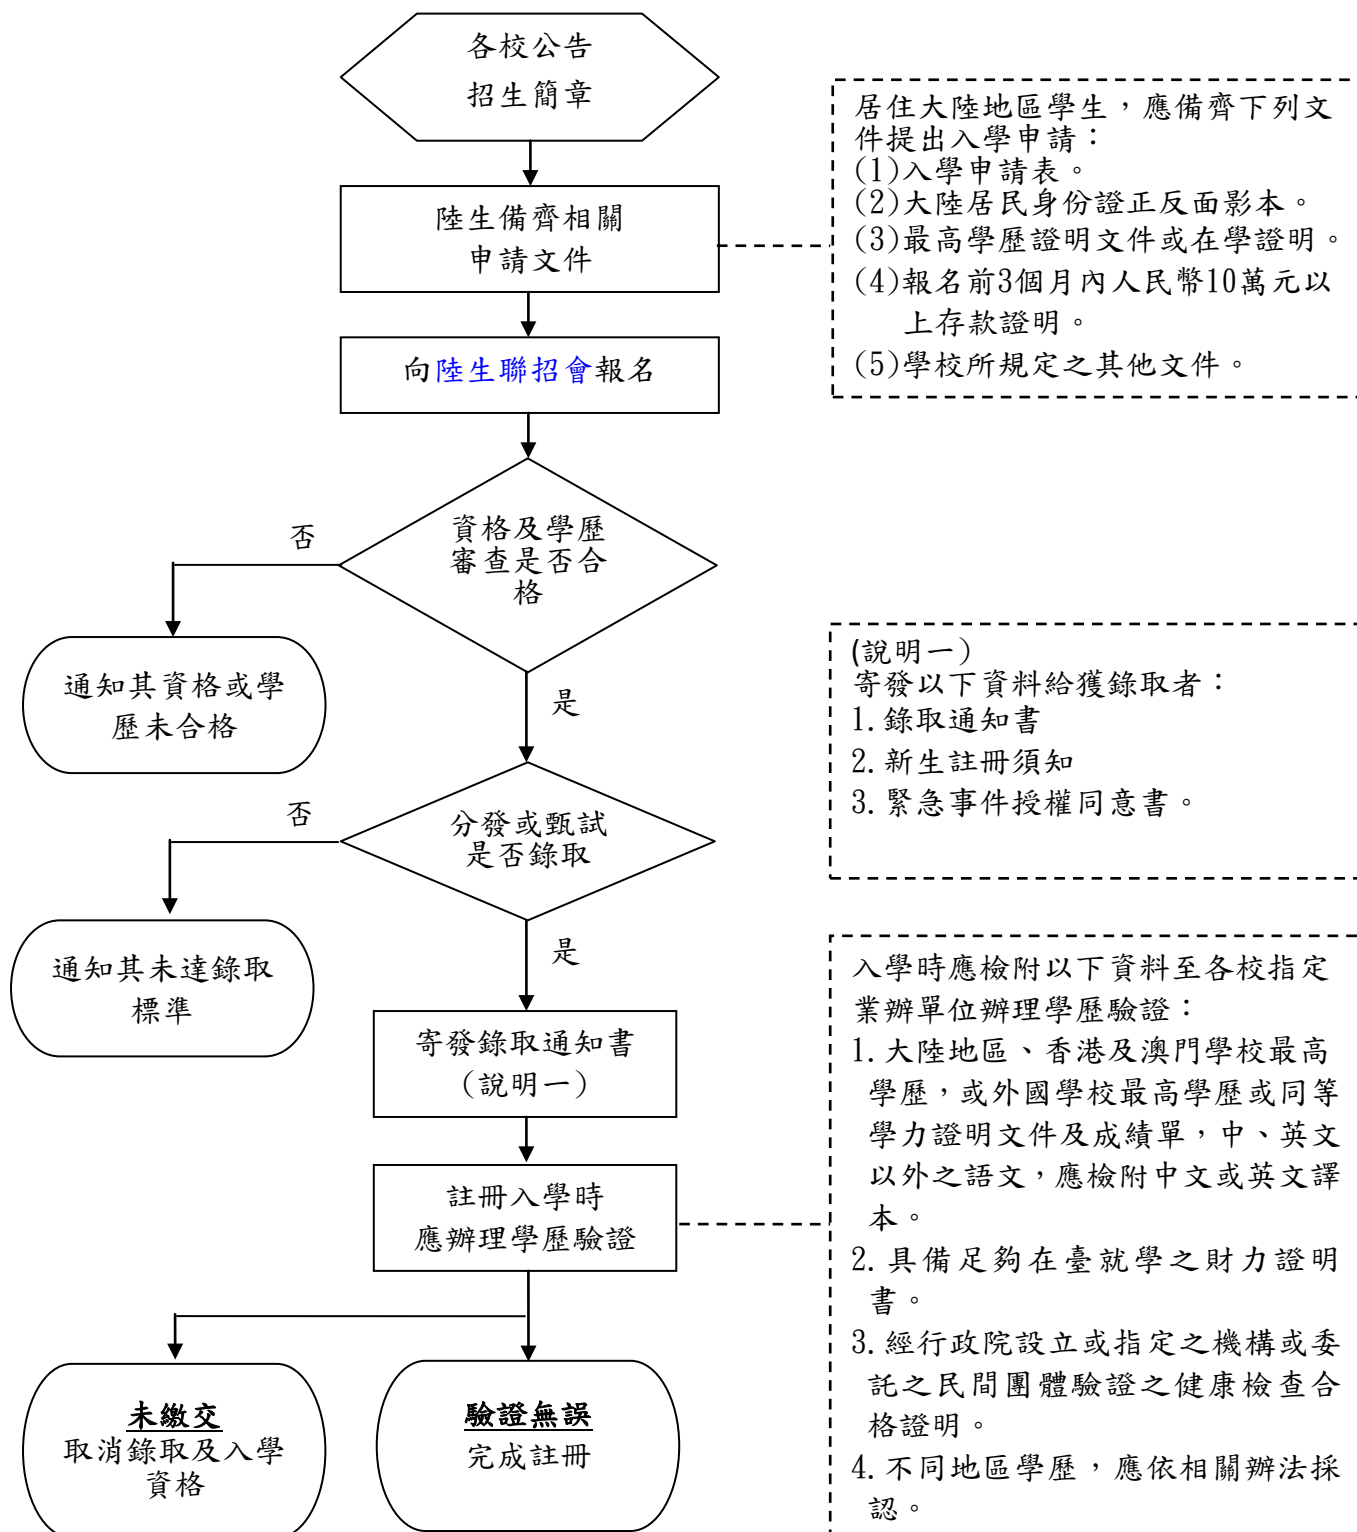 各校公告
招生簡章
居住大陸地區學生，應備齊下列文
件提出入學申請：
(1)入學申請表。
(2)大陸居民身份證正反面影本。
(3)最高學歷證明文件或在學證明。
(4)報名前3個月內人民幣10萬元以
上存款證明。
(5)學校所規定之其他文件。
陸生備齊相關
申請文件
向陸生聯招會報名
資格及學歷
審查是否合
格
否
通知其資格或學
歷未合格
是
(說明一)
寄發以下資料給獲錄取者：
1.錄取通知書
2.新生註冊須知
3.緊急事件授權同意書。
分發或甄試
是否錄取
否
通知其未達錄取
標準
是
寄發錄取通知書
(說明一)
註冊入學時
應辦理學歷驗證
入學時應檢附以下資料至各校指定
業辦單位辦理學歷驗證：
1.大陸地區、香港及澳門學校最高
學歷，或外國學校最高學歷或同等
學力證明文件及成績單，中、英文
以外之語文，應檢附中文或英文譯
本。
2.具備足夠在臺就學之財力證明
書。
3.經行政院設立或指定之機構或委
託之民間團體驗證之健康檢查合
格證明。
4.不同地區學歷，應依相關辦法採
認。
未繳交
取消錄取及入學
資格
驗證無誤
完成註冊